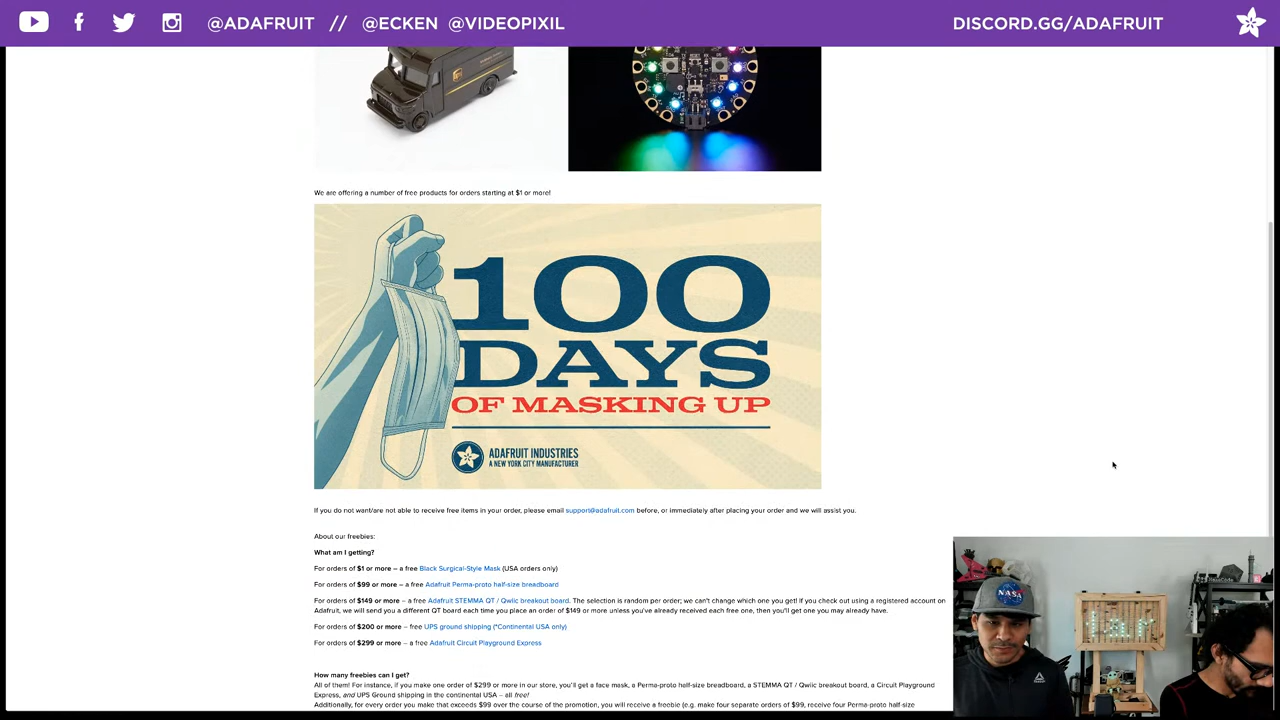 @ADAFRUIT // @ECKEN @VIDEOPIXIL
DISCORD.GG/ADAFRUIT
We are offering a number of free products for orders starting at $1 or more!
100
DAYS
OF MASKING UP
ADAFRUIT INDUSTRIES
A NEW YORK CITY MANUFACTURER
If you do not want/are not able to receive free items in your order, please email support@adafruit.com before, or immediately after placing your order and we will assist you.
About our freebies:
What am I getting?
For orders of $1 or more – a free Black Surgical-Style Mask (USA orders only)
For orders of $99 or more – a free Adafruit Perma-proto half-size breadboard
For orders of $149 or more – a free Adafruit STEMMA QT / Qwiic breakout board. The selection is random per order; we can't change which one you get! If you check out using a registered account on
Adafruit, we will send you a different QT board each time you place an order of $149 or more unless you've already received each free one, then you'll get one you may already have.
For orders of $200 or more – free UPS ground shipping (*Continental USA only)
For orders of $299 or more – a free Adafruit Circuit Playground Express
How many freebies can I get?
All of them! For instance, if you make one order of $299 or more in our store, you'll get a face mask, a Perma-proto half-size breadboard, a STEMMA QT / Qwiic breakout board, a Circuit Playground
Express, and UPS Ground shipping in the continental USA – all free!
Additionally, for every order you make that exceeds $99 over the course of the promotion, you will receive a freebie (e.g. make four separate orders of $99, receive four Perma-proto half-size
NASA